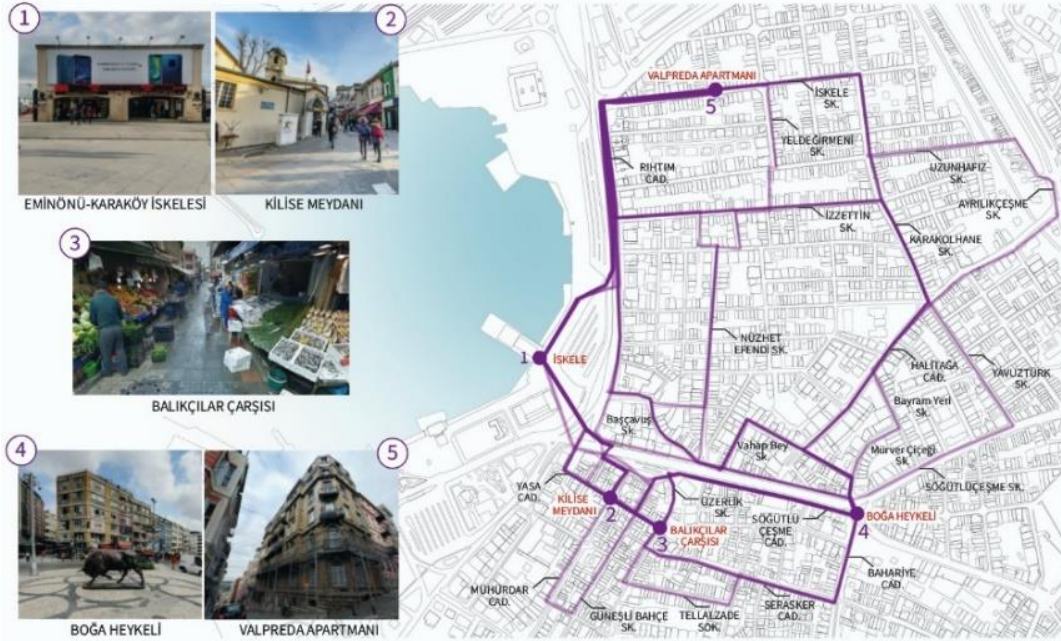 1
2
EMİNÖNÜ-KARAKÖY İSKELESİ
KİLİSE MEYDANI
3
BALIKÇILAR ÇARŞISI
4
5
BOĞA HEYKELİ
VALPREDA APARTMANI
VALPREDA APARTMANI
5
İSKELE
SK.
YELDEĞİRMENİ
SK.
RIHTIM
CAD.
UZUNHAFIZ
SK.
AYRILIKÇEŞME
SK.
İZZETTİN
SK.
KARAKOLHANE
SK.
NÜZHET
EFENDİ SK.
1
İSKELE
HALİTAĞA
CAD.
YAVUZTÜRK
SK.
Bayram Yeri
Sk.
Başçavuş
Sk.
Vahap Bey
Sk.
Mürver Çiçeği
Sk.
SÖĞÜTLÜÇEŞME SK.
YASA
CAD.
KİLİSE
MEYDANI
2
ÜZERLİK
SK.
SÖĞÜTLÜ
ÇEŞME
CAD.
BOĞA HEYKELİ
4
BALIKÇILAR
ÇARŞISI
3
BAHARİYE
CAD.
MÜHÜRDAR
CAD.
GÜNEŞLİ BAHÇE
SK.
TELLALZADE
SOK.
SERASKER
CAD.